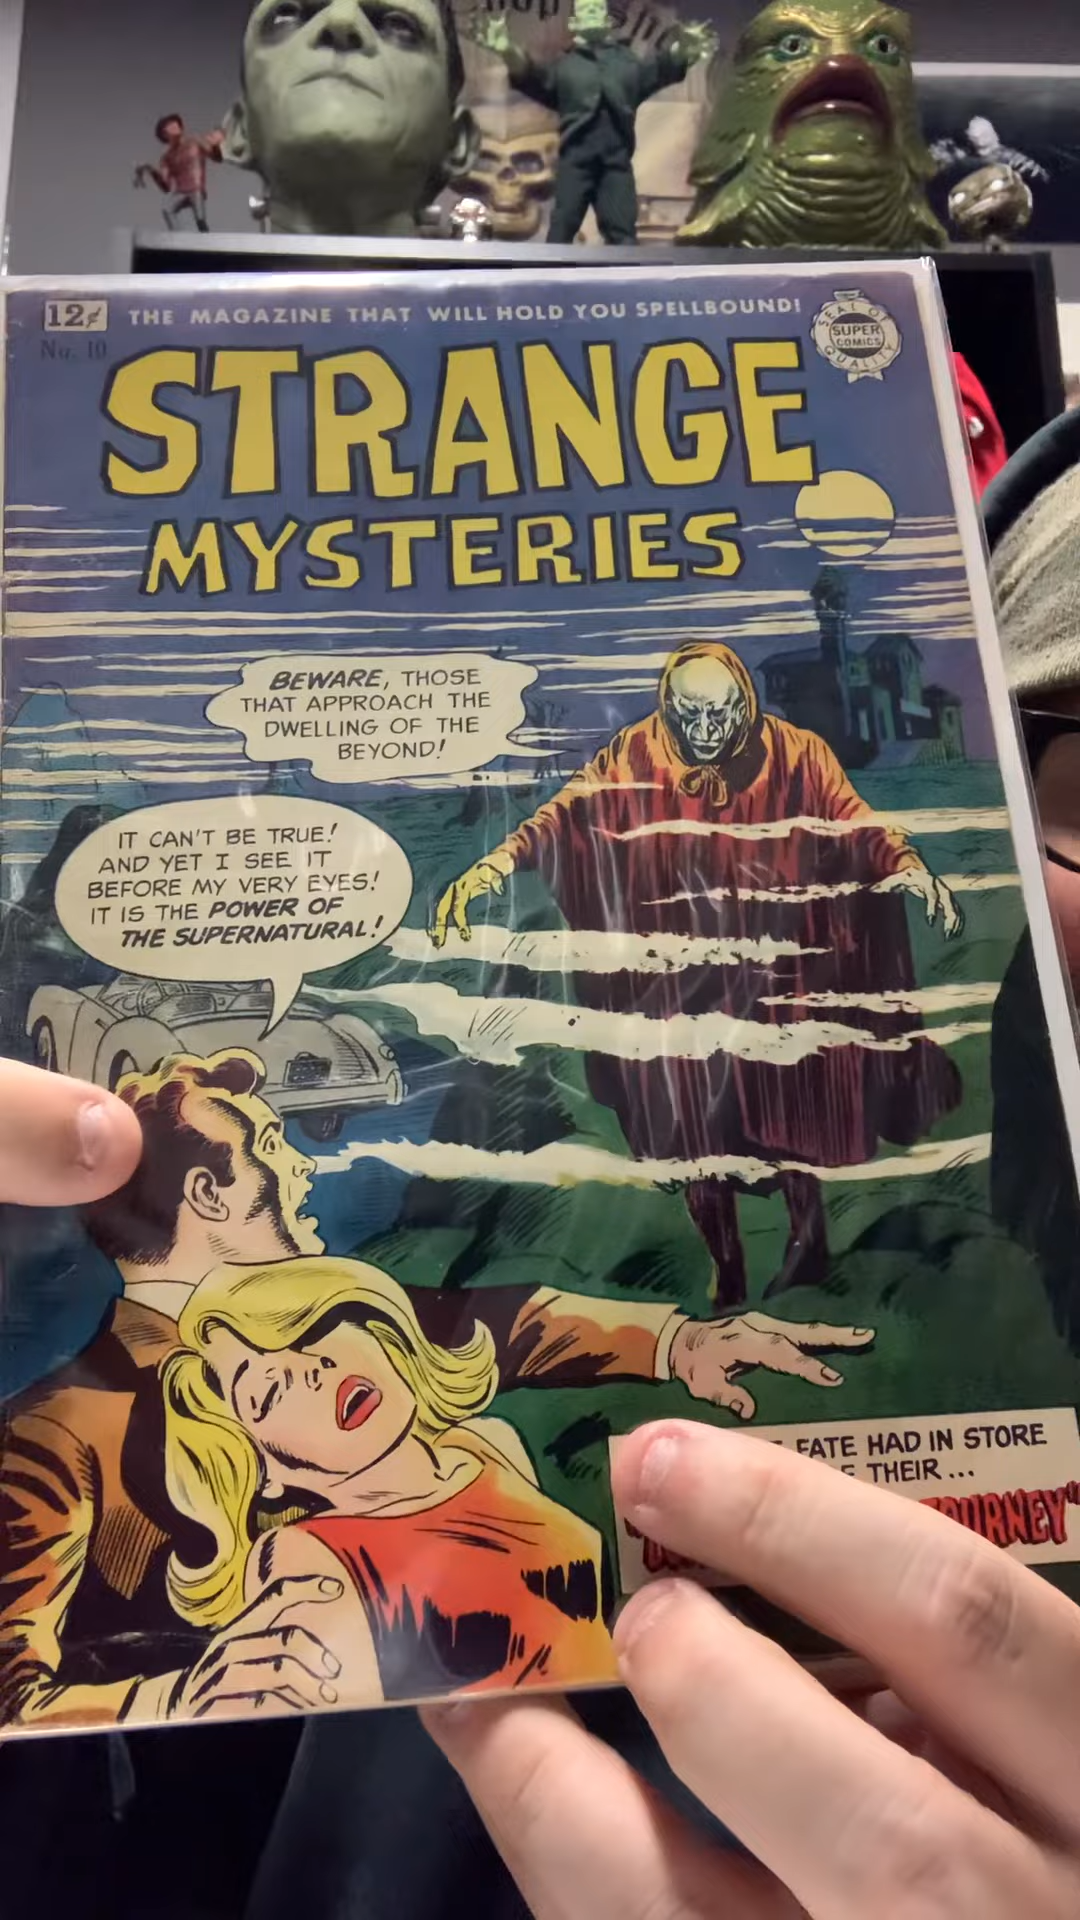 12¢ THE MAGAZINE THAT WILL HOLD YOU SPELLBOUND!
No. 10
SEAL OF
SUPER
COMICS
QUALITY
STRANGE
MYSTERIES
BEWARE, THOSE
THAT APPROACH THE
DWELLING OF THE
BEYOND!
IT CAN'T BE TRUE!
AND YET I SEE IT
BEFORE MY VERY EYES!
IT IS THE POWER OF
THE SUPERNATURAL!
FATE HAD IN STORE
THEIR...
JOURNEY"